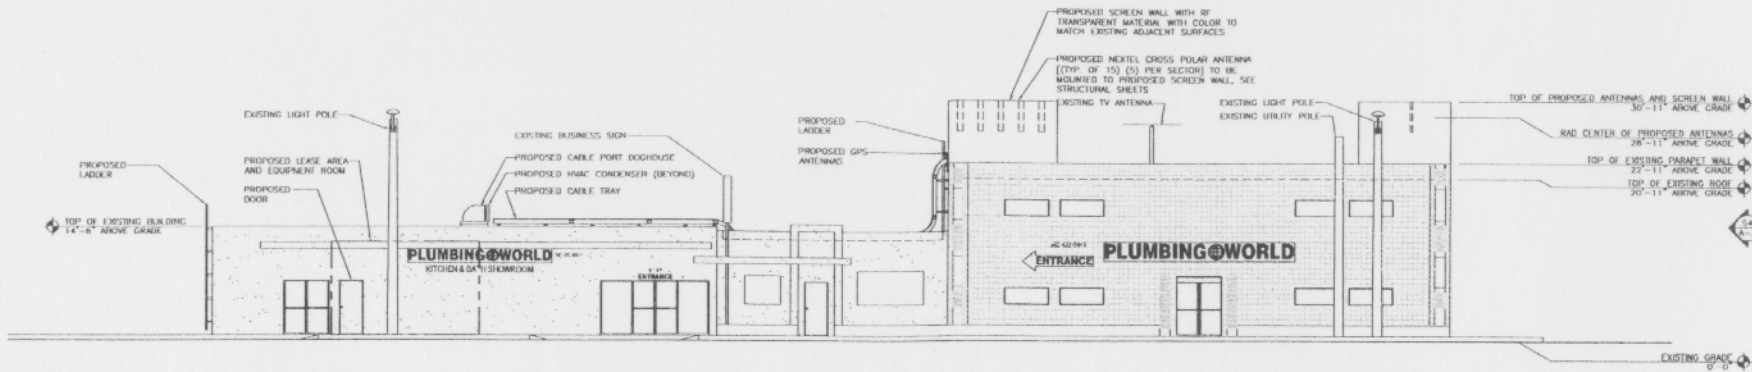 PROPOSED SCREEN WALL WITH RF
TRANSPARENT MATERIAL WITH COLOR TO
MATCH EXISTING ADJACENT SURFACES
PROPOSED NEXTEL CROSS POLAR ANTENNA
[(TYP. OF 15) (5) PER SECTOR] TO BE
MOUNTED TO PROPOSED SCREEN WALL, SEE
STRUCTURAL SHEETS
EXISTING TV ANTENNA
EXISTING LIGHT POLE
EXISTING UTILITY POLE
TOP OF PROPOSED ANTENNAS AND SCREEN WALL
30'-11" ABOVE GRADE
RAD CENTER OF PROPOSED ANTENNAS
28'-11" ABOVE GRADE
TOP OF EXISTING PARAPET WALL
22'-11" ABOVE GRADE
TOP OF EXISTING ROOF
20'-11" ABOVE GRADE
EXISTING LIGHT POLE
EXISTING BUSINESS SIGN
PROPOSED
LADDER
PROPOSED GPS
ANTENNAS
PROPOSED
LADDER
PROPOSED LEASE AREA
AND EQUIPMENT ROOM
PROPOSED
DOOR
PROPOSED CABLE PORT DOGHOUSE
PROPOSED HVAC CONDENSER (BEYOND)
PROPOSED CABLE TRAY
TOP OF EXISTING BUILDING
14'-6" ABOVE GRADE
PLUMBING WORLD
KITCHEN & BATH SHOWROOM
ENTRANCE
ENTRANCE
PLUMBING WORLD
EXISTING GRADE
0'-0"